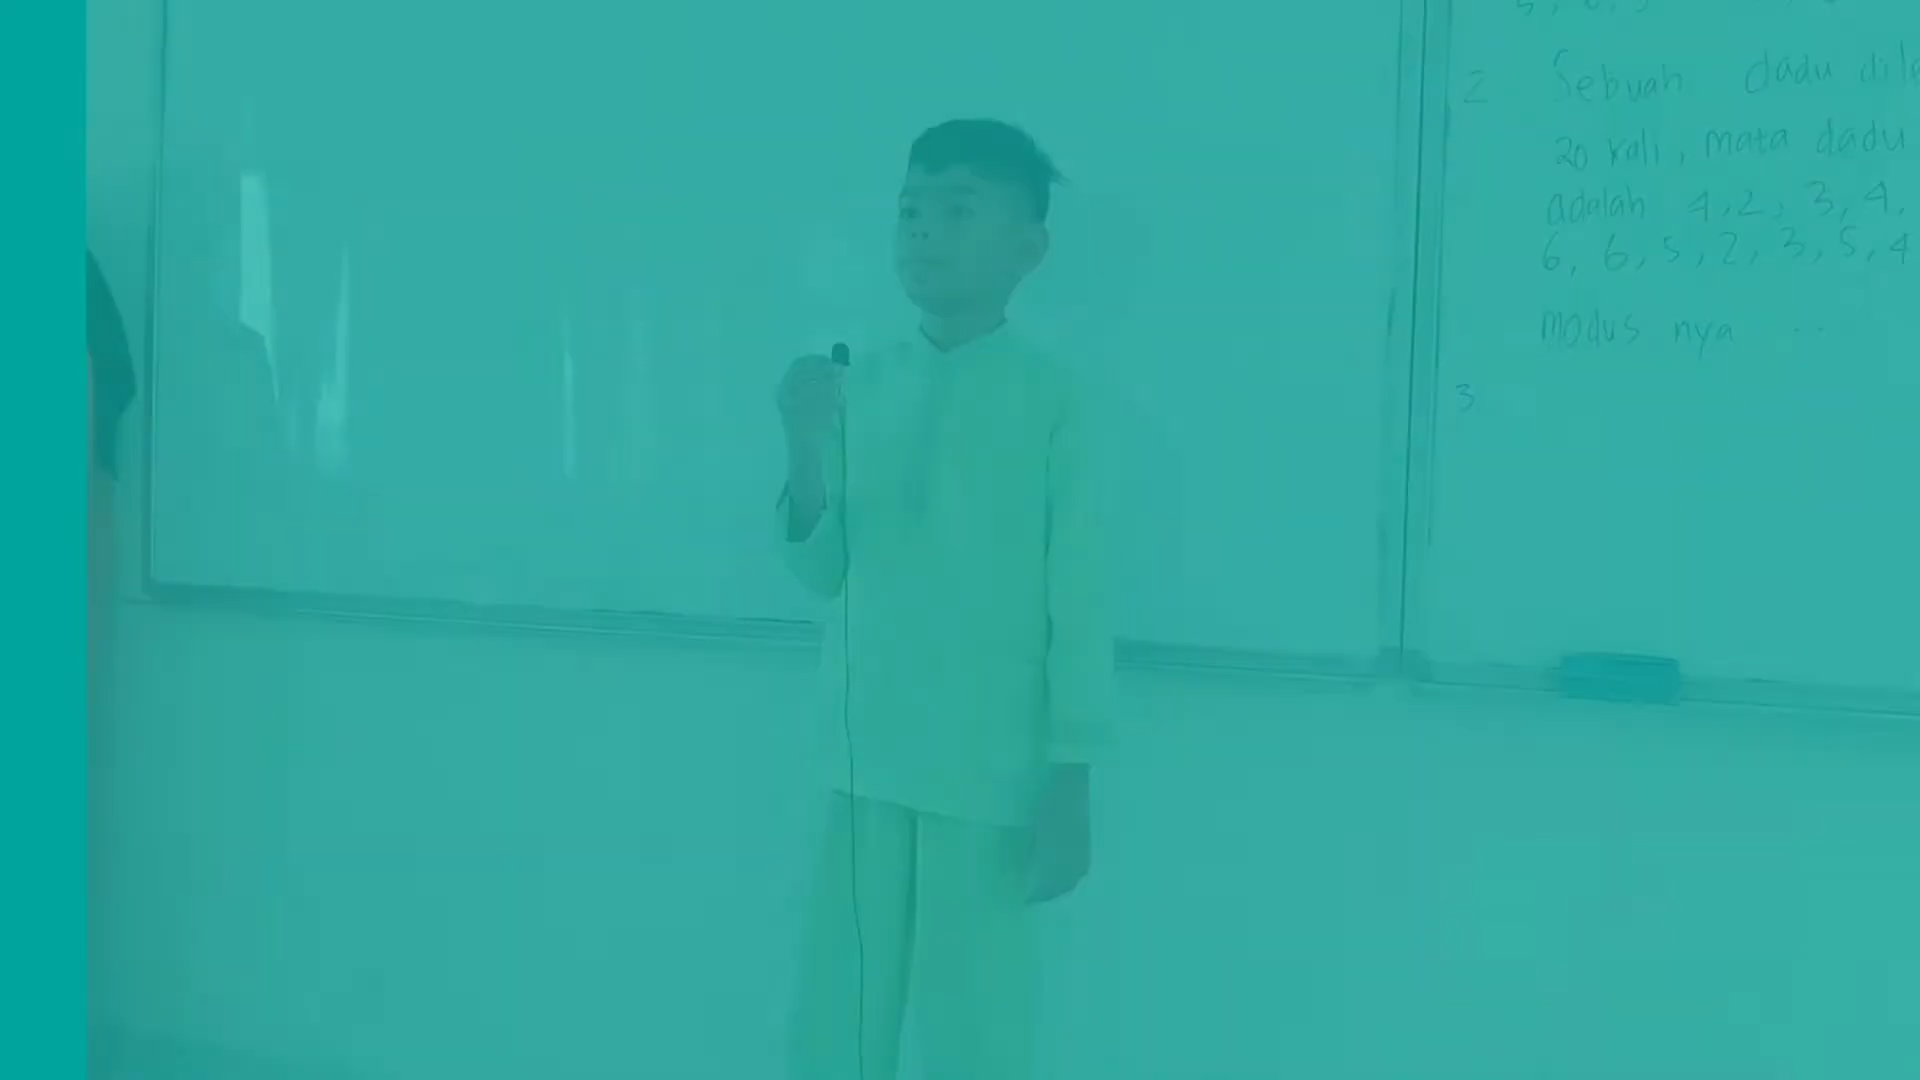 2 Sebuah dadu
20 kali, mata dadu
adalah 4, 2, 3, 4,
6, 6, 5, 2, 3, 5, 4
modus nya ..
3